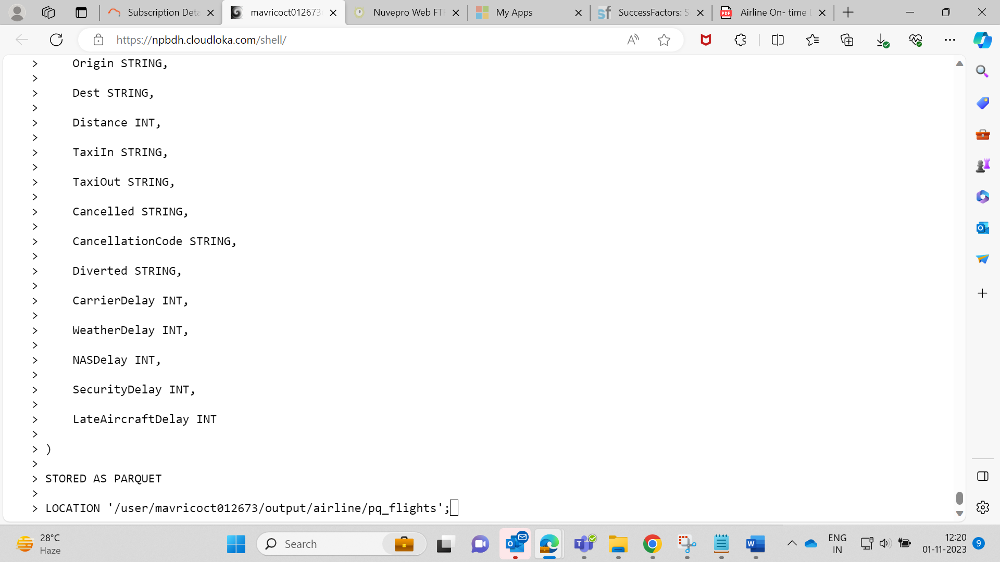 Subscription Deta
mavricoct012673
Nuvepro Web FTP
My Apps
SuccessFactors: S
Airline On- time D
https://npbdh.cloudloka.com/shell/
> Origin STRING,
>
> Dest STRING,
>
> Distance INT,
>
> TaxiIn STRING,
>
> TaxiOut STRING,
>
> Cancelled STRING,
>
> CancellationCode STRING,
>
> Diverted STRING,
>
> CarrierDelay INT,
>
> WeatherDelay INT,
>
> NASDelay INT,
>
> SecurityDelay INT,
>
> LateAircraftDelay INT
>
> )
>
> STORED AS PARQUET
>
> LOCATION '/user/mavricoct012673/output/airline/pq_flights';
28°C
Haze
Search
ENG
IN
12:20
01-11-2023
9